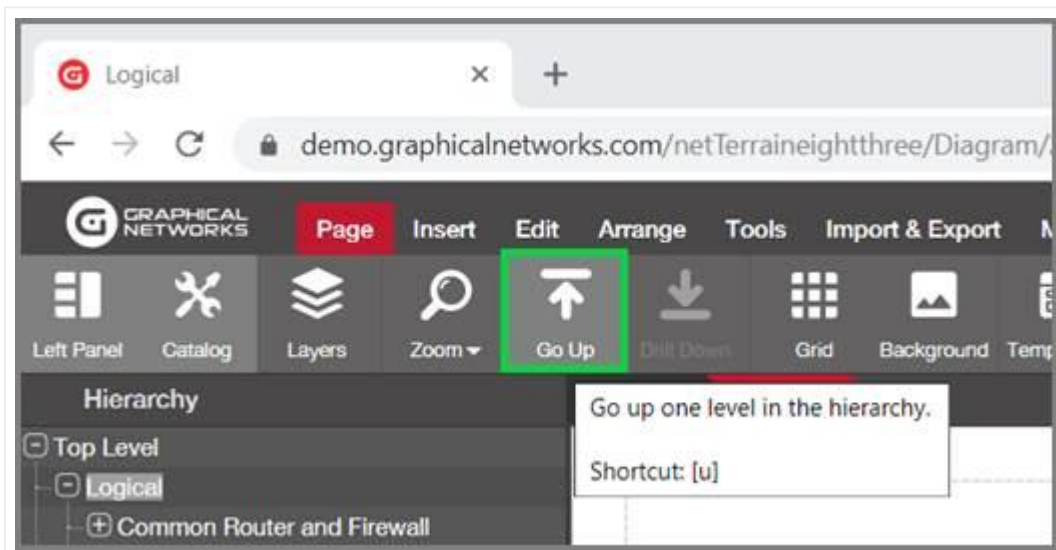 Logical
demo.graphicalnetworks.com/netTerraineightthree/Diagram/
GRAPHICAL
NETWORKS
Page Insert Edit Arrange Tools Import & Export
Left Panel Catalog Layers Zoom Go Up Drill Down Grid Background
Hierarchy
Go up one level in the hierarchy.
Top Level
Shortcut: [u]
Logical
Common Router and Firewall